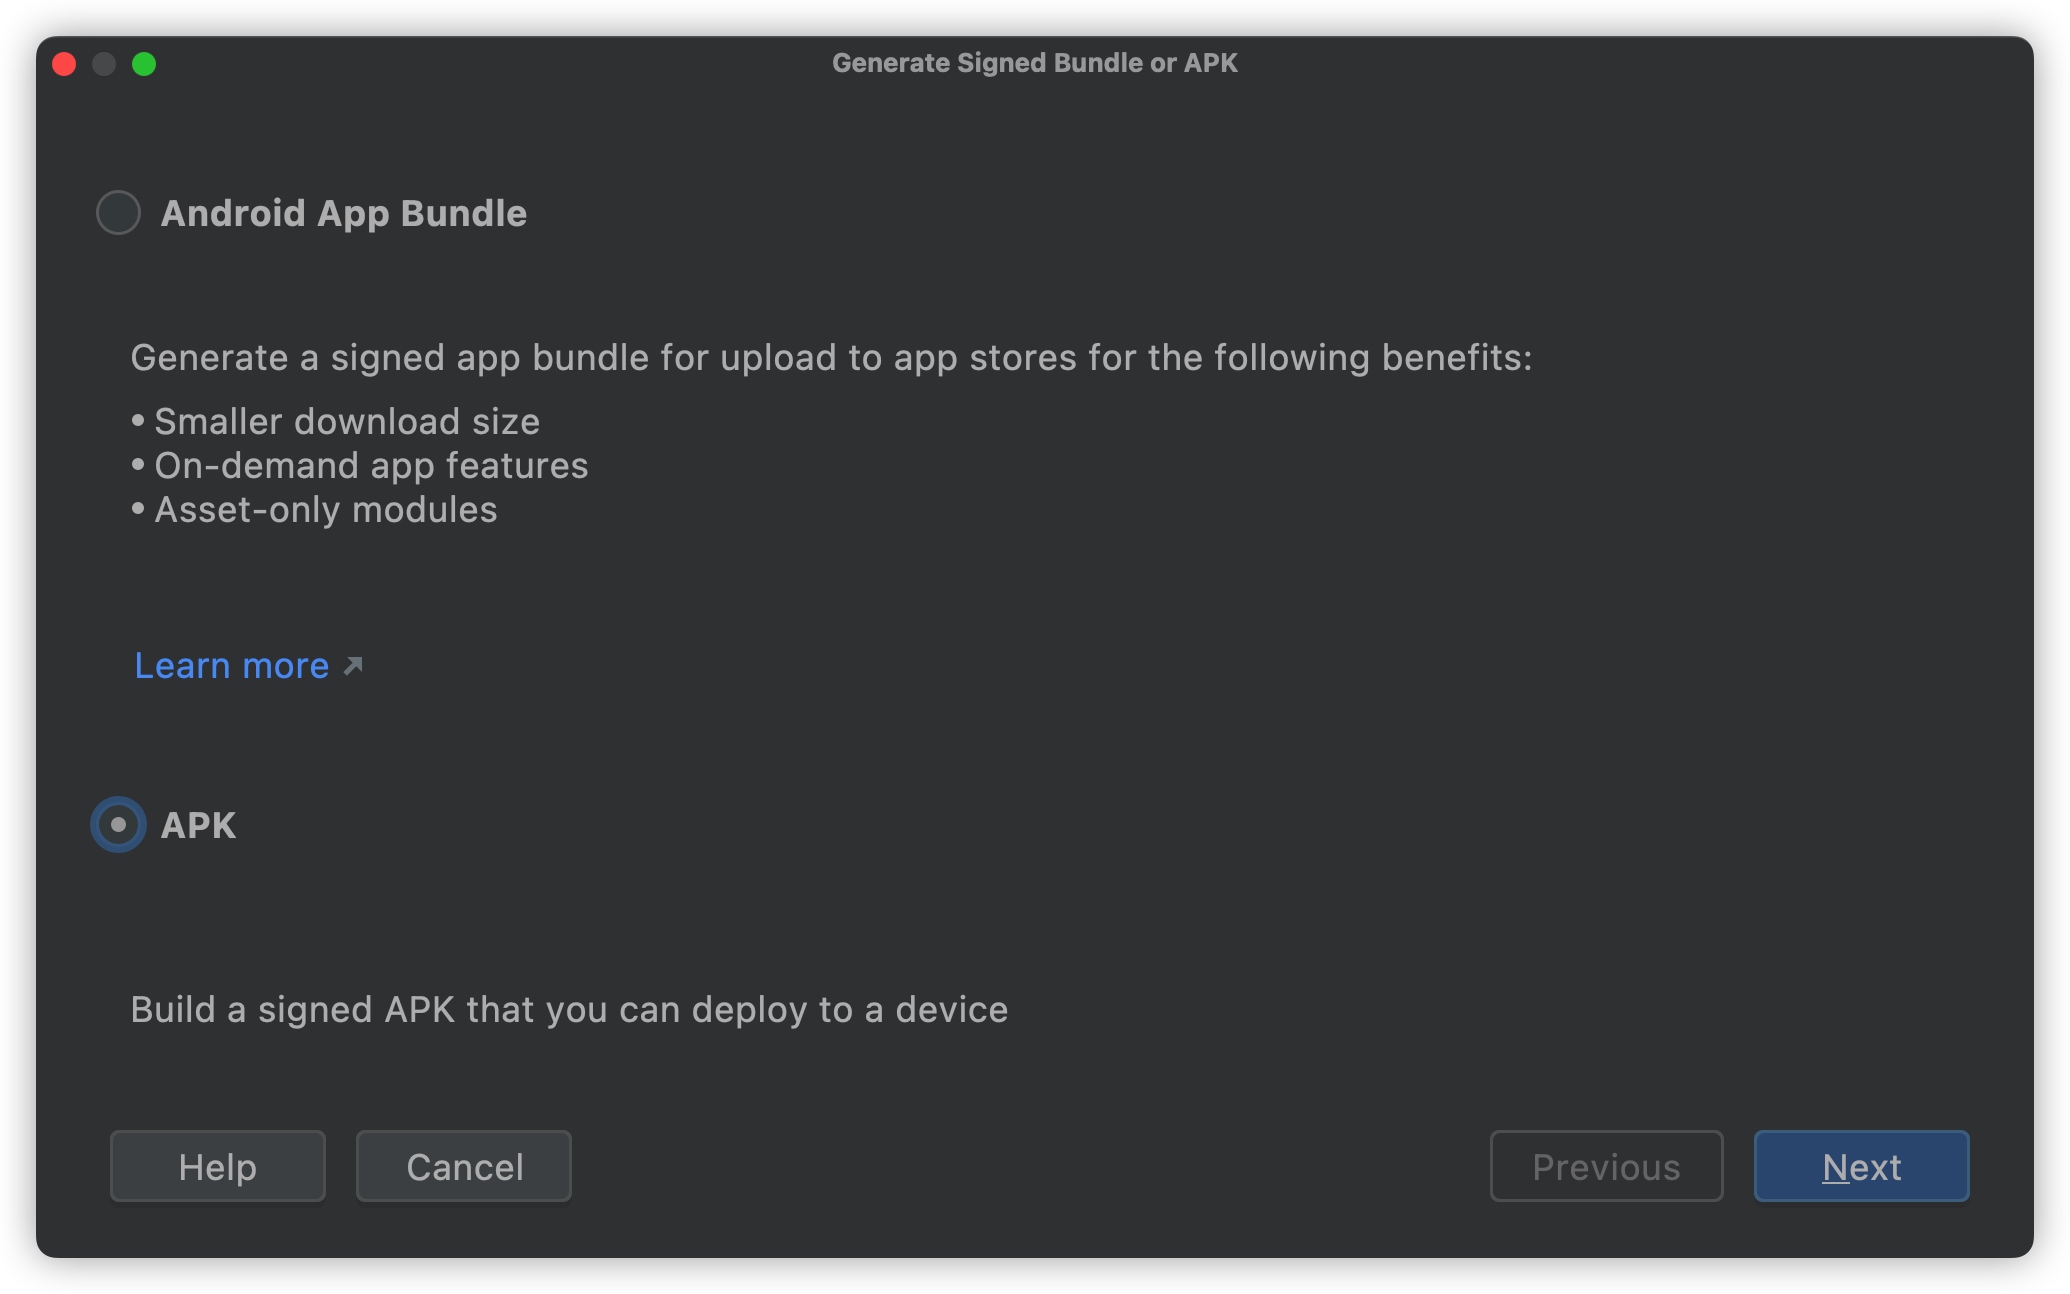 Generate Signed Bundle or APK
Android App Bundle
Generate a signed app bundle for upload to app stores for the following benefits:
• Smaller download size
• On-demand app features
• Asset-only modules
Learn more ↗
APK
Build a signed APK that you can deploy to a device
Help
Cancel
Previous
Next